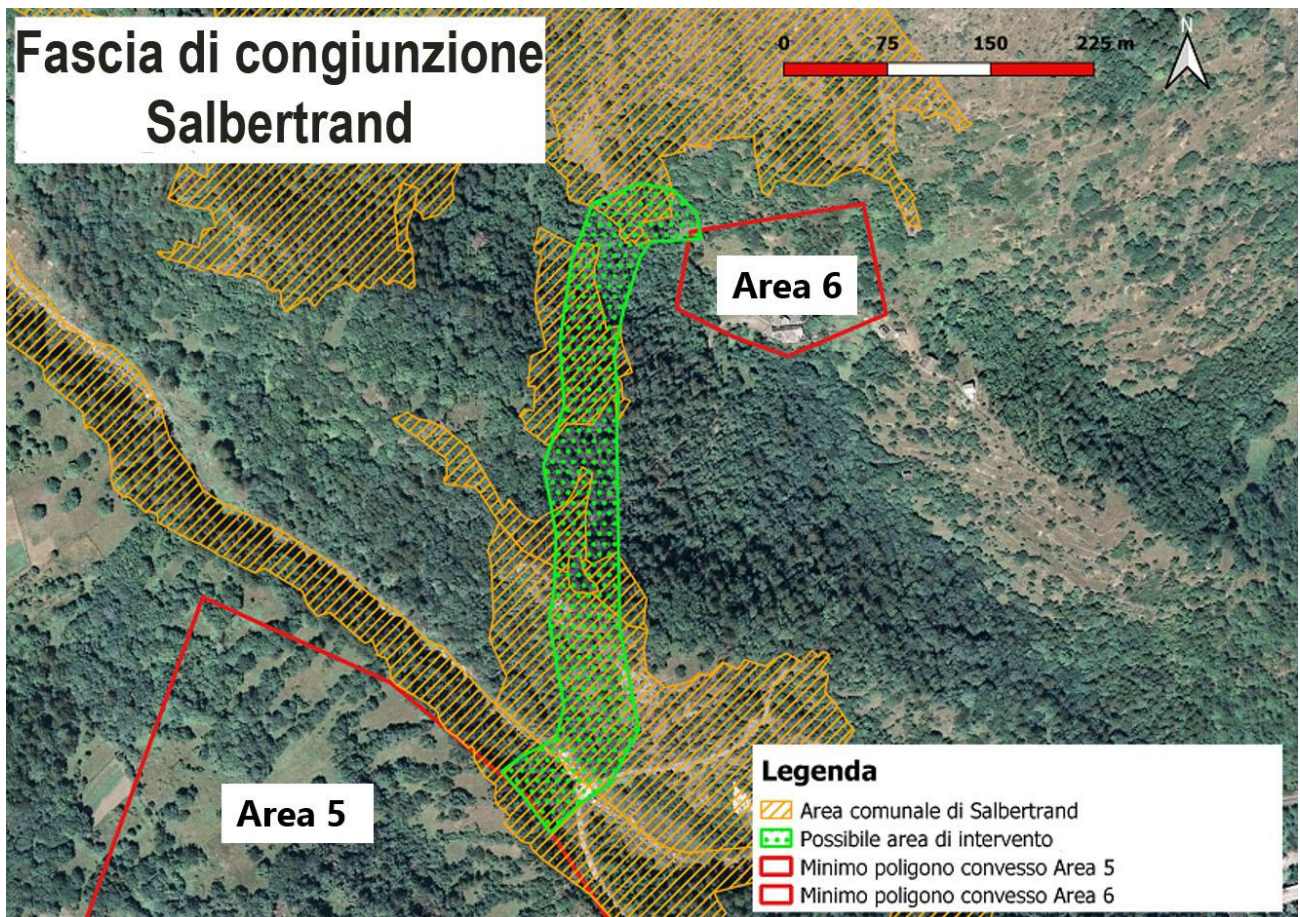 Fascia di congiunzione
Salbertrand
0 75 150 225 m
N
Area 6
Area 5
Legenda
Area comunale di Salbertrand
Possibile area di intervento
Minimo poligono convesso Area 5
Minimo poligono convesso Area 6